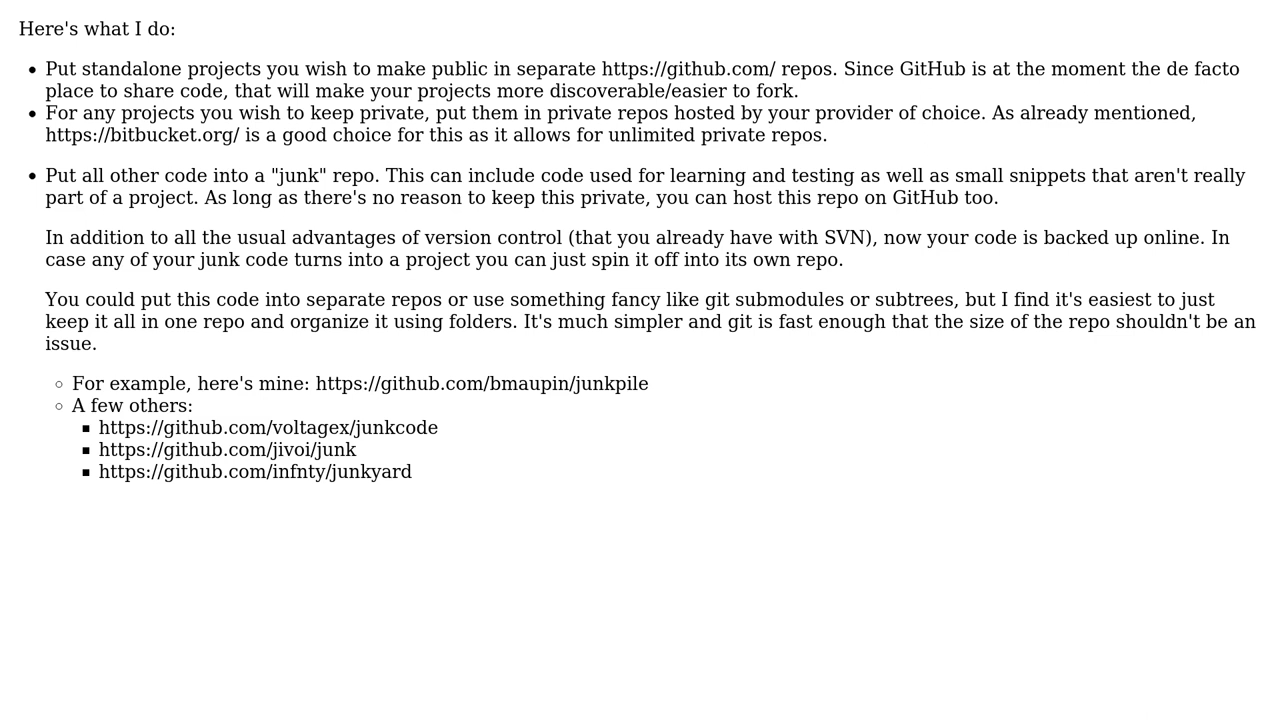 Here's what I do:
Put standalone projects you wish to make public in separate https://github.com/ repos. Since GitHub is at the moment the de facto
place to share code, that will make your projects more discoverable/easier to fork.
For any projects you wish to keep private, put them in private repos hosted by your provider of choice. As already mentioned,
https://bitbucket.org/ is a good choice for this as it allows for unlimited private repos.
Put all other code into a "junk" repo. This can include code used for learning and testing as well as small snippets that aren't really
part of a project. As long as there's no reason to keep this private, you can host this repo on GitHub too.
In addition to all the usual advantages of version control (that you already have with SVN), now your code is backed up online. In
case any of your junk code turns into a project you can just spin it off into its own repo.
You could put this code into separate repos or use something fancy like git submodules or subtrees, but I find it's easiest to just
keep it all in one repo and organize it using folders. It's much simpler and git is fast enough that the size of the repo shouldn't be an
issue.
For example, here's mine: https://github.com/bmaupin/junkpile
A few others:
https://github.com/voltagex/junkcode
https://github.com/jivoi/junk
https://github.com/infnty/junkyard